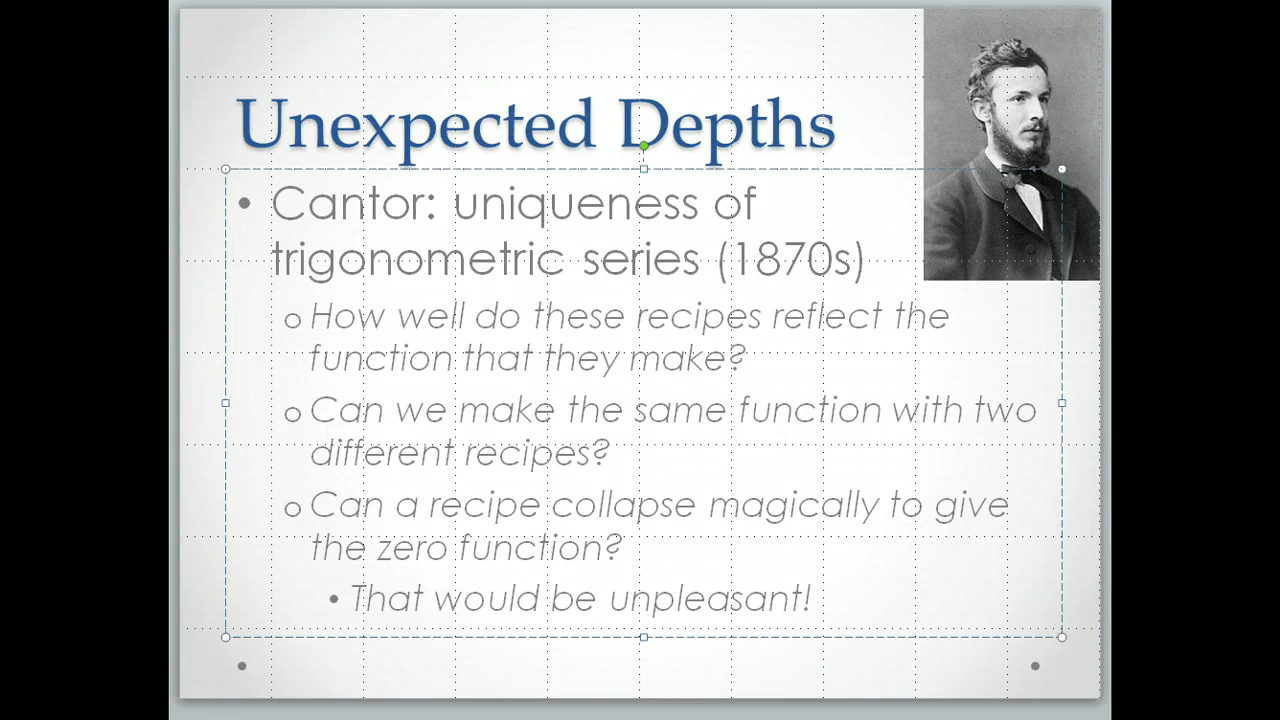 Unexpected Depths
• Cantor: uniqueness of
trigonometric series (1870s)
o How well do these recipes reflect the
function that they make?
o Can we make the same function with two
different recipes?
o Can a recipe collapse magically to give
the zero function?
• That would be unpleasant!